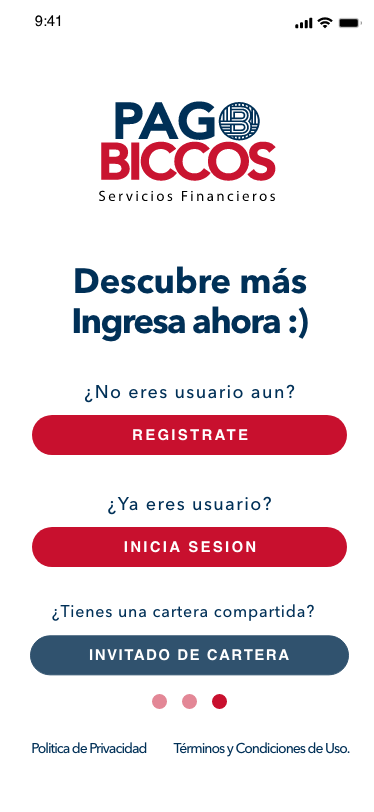 9:41
PAGO
BICCOS
Servicios Financieros
Descubre más
Ingresa ahora :)
¿No eres usuario aun?
REGISTRATE
¿Ya eres usuario?
INICIA SESION
¿Tienes una cartera compartida?
INVITADO DE CARTERA
Politica de Privacidad Términos y Condiciones de Uso.